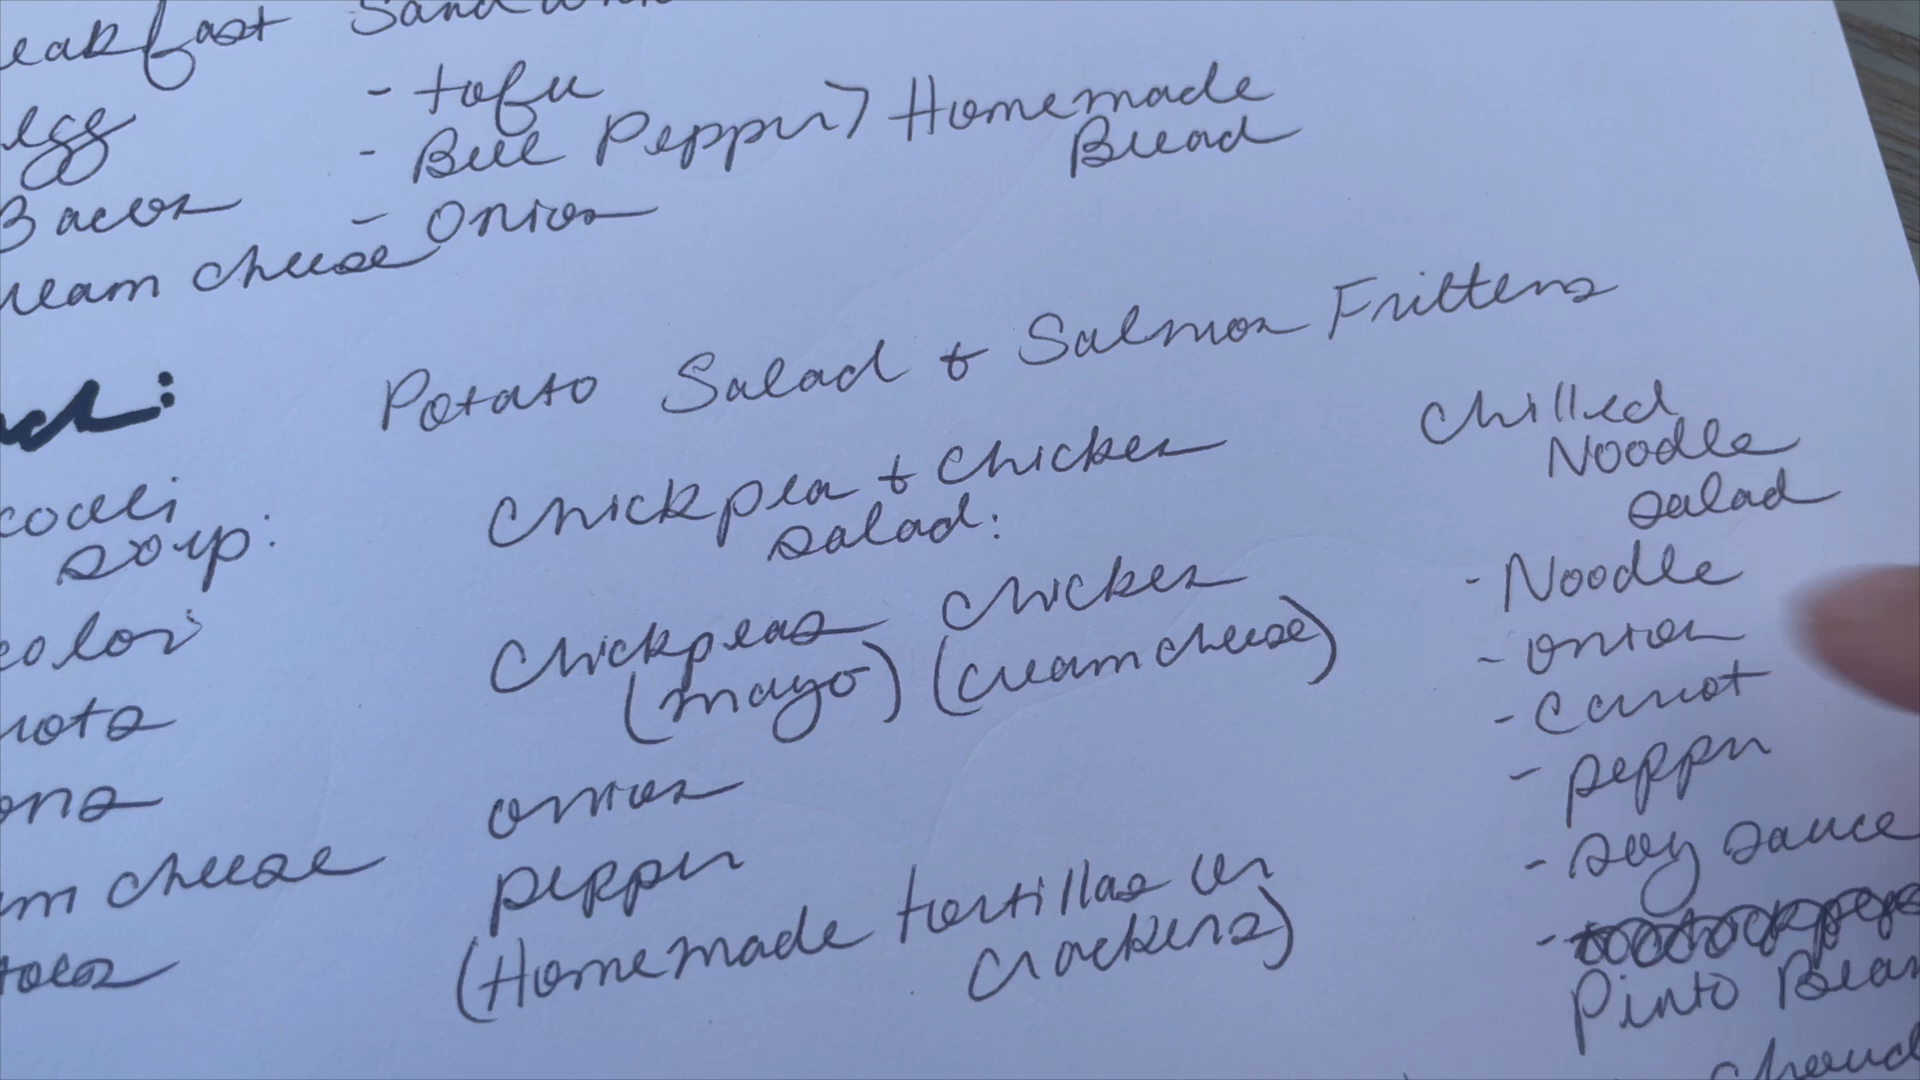 eakfast Sandwich
egg
- tofu
Bacon
- Bell Pepper > Homemade
Bread
ream cheese
- onion
Potato Salad & Salmon Fritters
soup:
Chickpea & Chicken
salad:
Chickpeas Chicken
(mayo) (cream cheese)
onion
pepper
(Homemade tortillas or
crackers)
m cheese
Chilled
Noodle
salad
- Noodle
- onion
- carrot
- pepper
- soy sauce
Pinto Bean